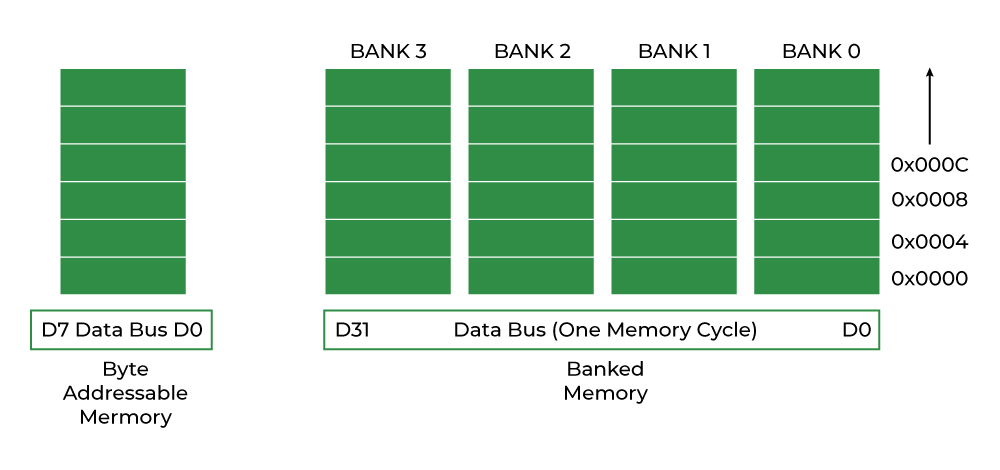 BANK 3 BANK 2 BANK 1 BANK 0
0x000C
0x0008
0x0004
0x0000
D7 Data Bus D0
D31 Data Bus (One Memory Cycle) D0
Byte
Addressable
Mermory
Banked
Memory